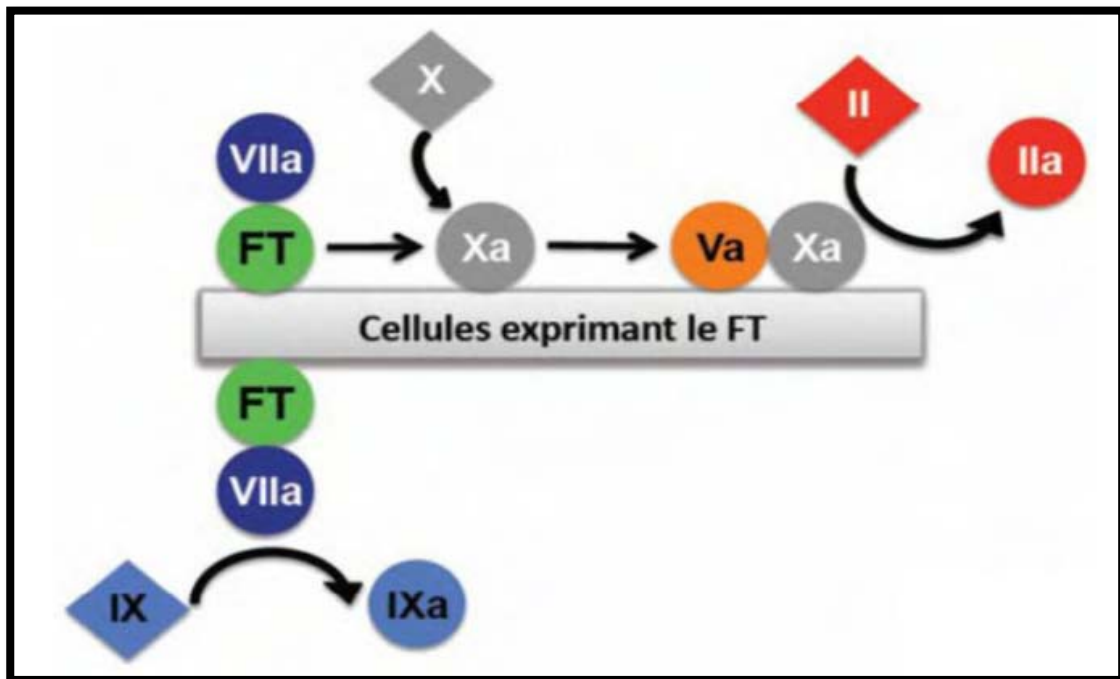 X
II
VIIa
IIa
FT
Xa
Va
Xa
Cellules exprimant le FT
FT
VIIa
IX
IXa